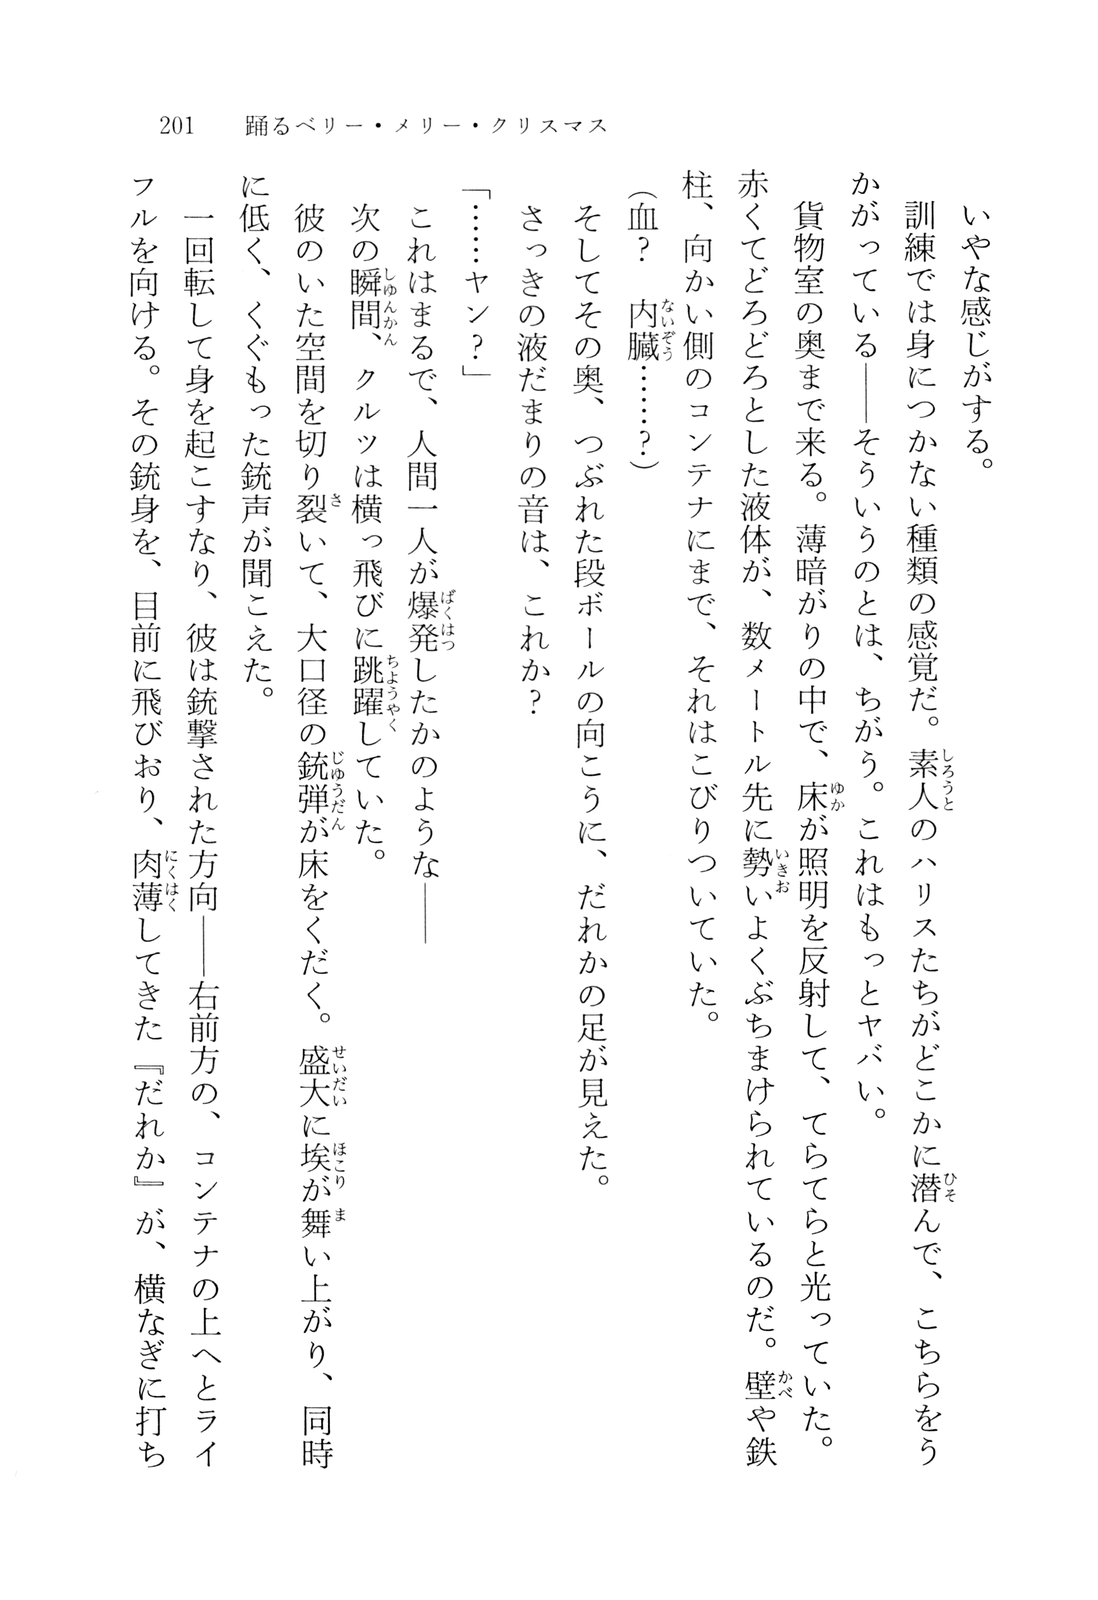 201 踊るベリー・メリー・クリスマス
いやな感じがする。
訓練では身につかない種類の感覚だ。素人のハリスたちがどこかに潜んで、こちらをう
かがっている――そういうのとは、ちがう。これはもっとヤバい。
貨物室の奥まで来る。薄暗がりの中で、床が照明を反射して、てらてらと光っていた。
赤くてどろどろとした液体が、数メートル先に勢いよくぶちまけられているのだ。壁や鉄
柱、向かい側のコンテナにまで、それはこびりついていた。
(血? 内臓……?)
そしてその奥、つぶれた段ボールの向こうに、だれかの足が見えた。
さっきの液だまりの音は、これか?
「……ヤン?」
これはまるで、人間一人が爆発したかのような――
次の瞬間、クルツは横っ飛びに跳躍していた。
彼のいた空間を切り裂いて、大口径の銃弾が床をくだく。盛大に埃が舞い上がり、同時
に低く、くぐもった銃声が聞こえた。
一回転して身を起こすなり、彼は銃撃された方向――右前方の、コンテナの上へとライ
フルを向ける。その銃身を、目前に飛びおり、肉薄してきた『だれか』が、横なぎに打ち